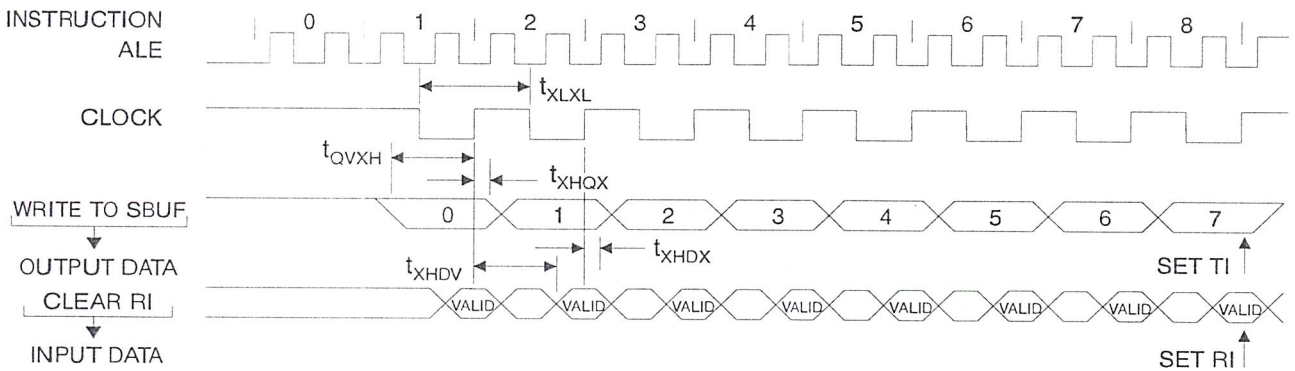 INSTRUCTION 0 1 2 3 4 5 6 7 8
ALE
tXLXL
CLOCK
tQVXH
tXHQX
WRITE TO SBUF 0 1 2 3 4 5 6 7
tXHDX
OUTPUT DATA SET TI
tXHDV
CLEAR RI VALID VALID VALID VALID VALID VALID VALID VALID
INPUT DATA SET RI